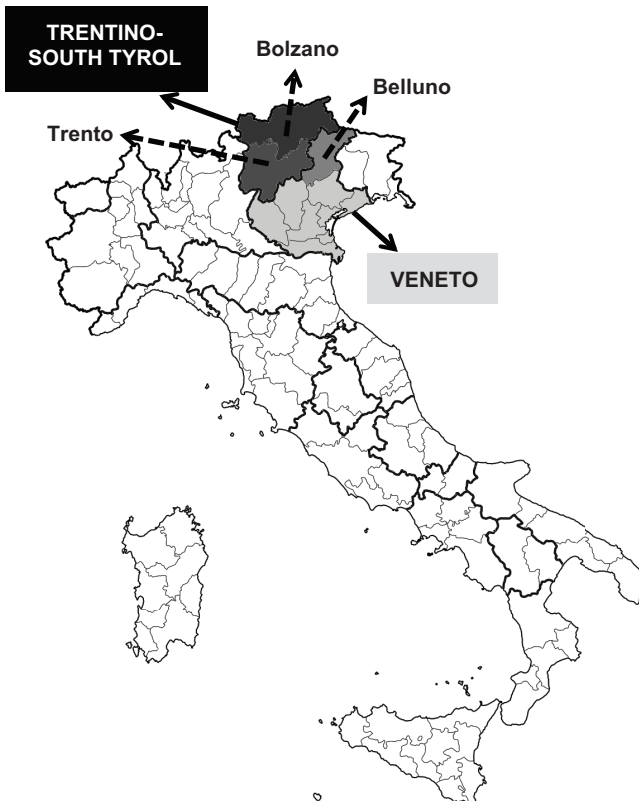 TRENTINO-
SOUTH TYROL
Bolzano
Belluno
Trento
VENETO